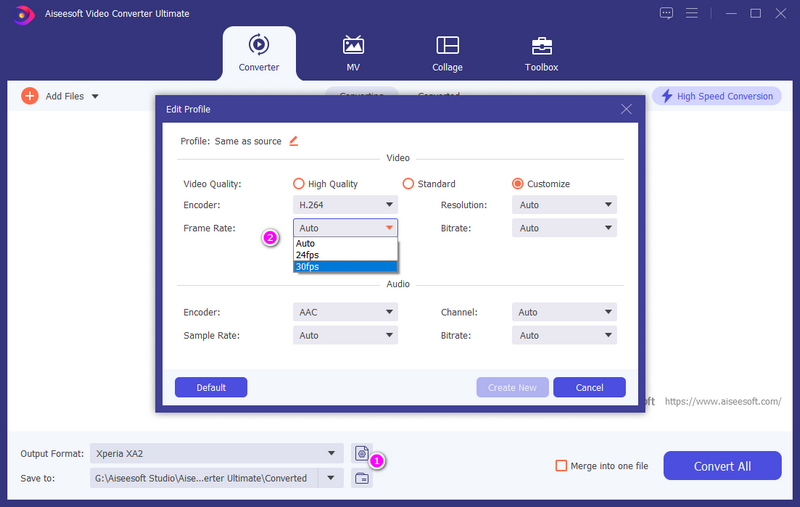 Aiseesoft Video Converter Ultimate
Converter
MV
Collage
Toolbox
Add Files
High Speed Conversion
Edit Profile
Profile: Same as source
Video
Video Quality: High Quality Standard Customize
Encoder: H.264 Resolution: Auto
Frame Rate: 2 Auto Bitrate: Auto
Auto
24fps
30fps
Audio
Encoder: AAC Channel: Auto
Sample Rate: Auto Bitrate: Auto
Default
Create New
Cancel
https://www.aiseesoft.com/
Output Format: Xperia XA2
1
Save to: G:\Aiseesoft Studio\Aise...erter Ultimate\Converted
Merge into one file
Convert All